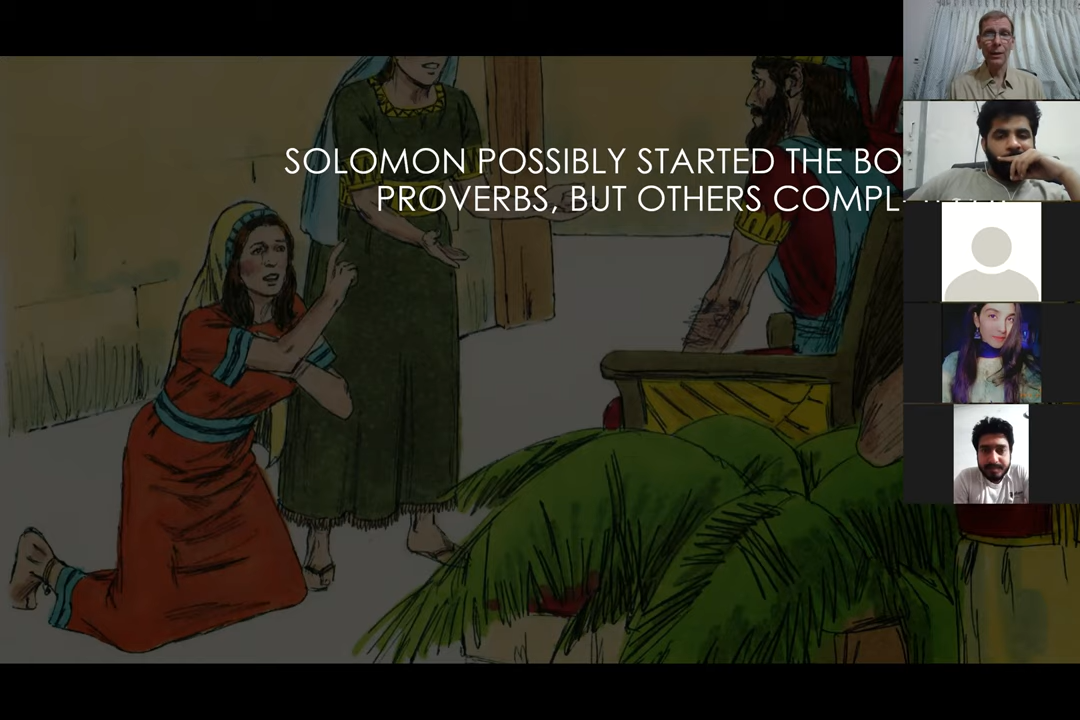 SOLOMON POSSIBLY STARTED THE BO
PROVERBS, BUT OTHERS COMPL